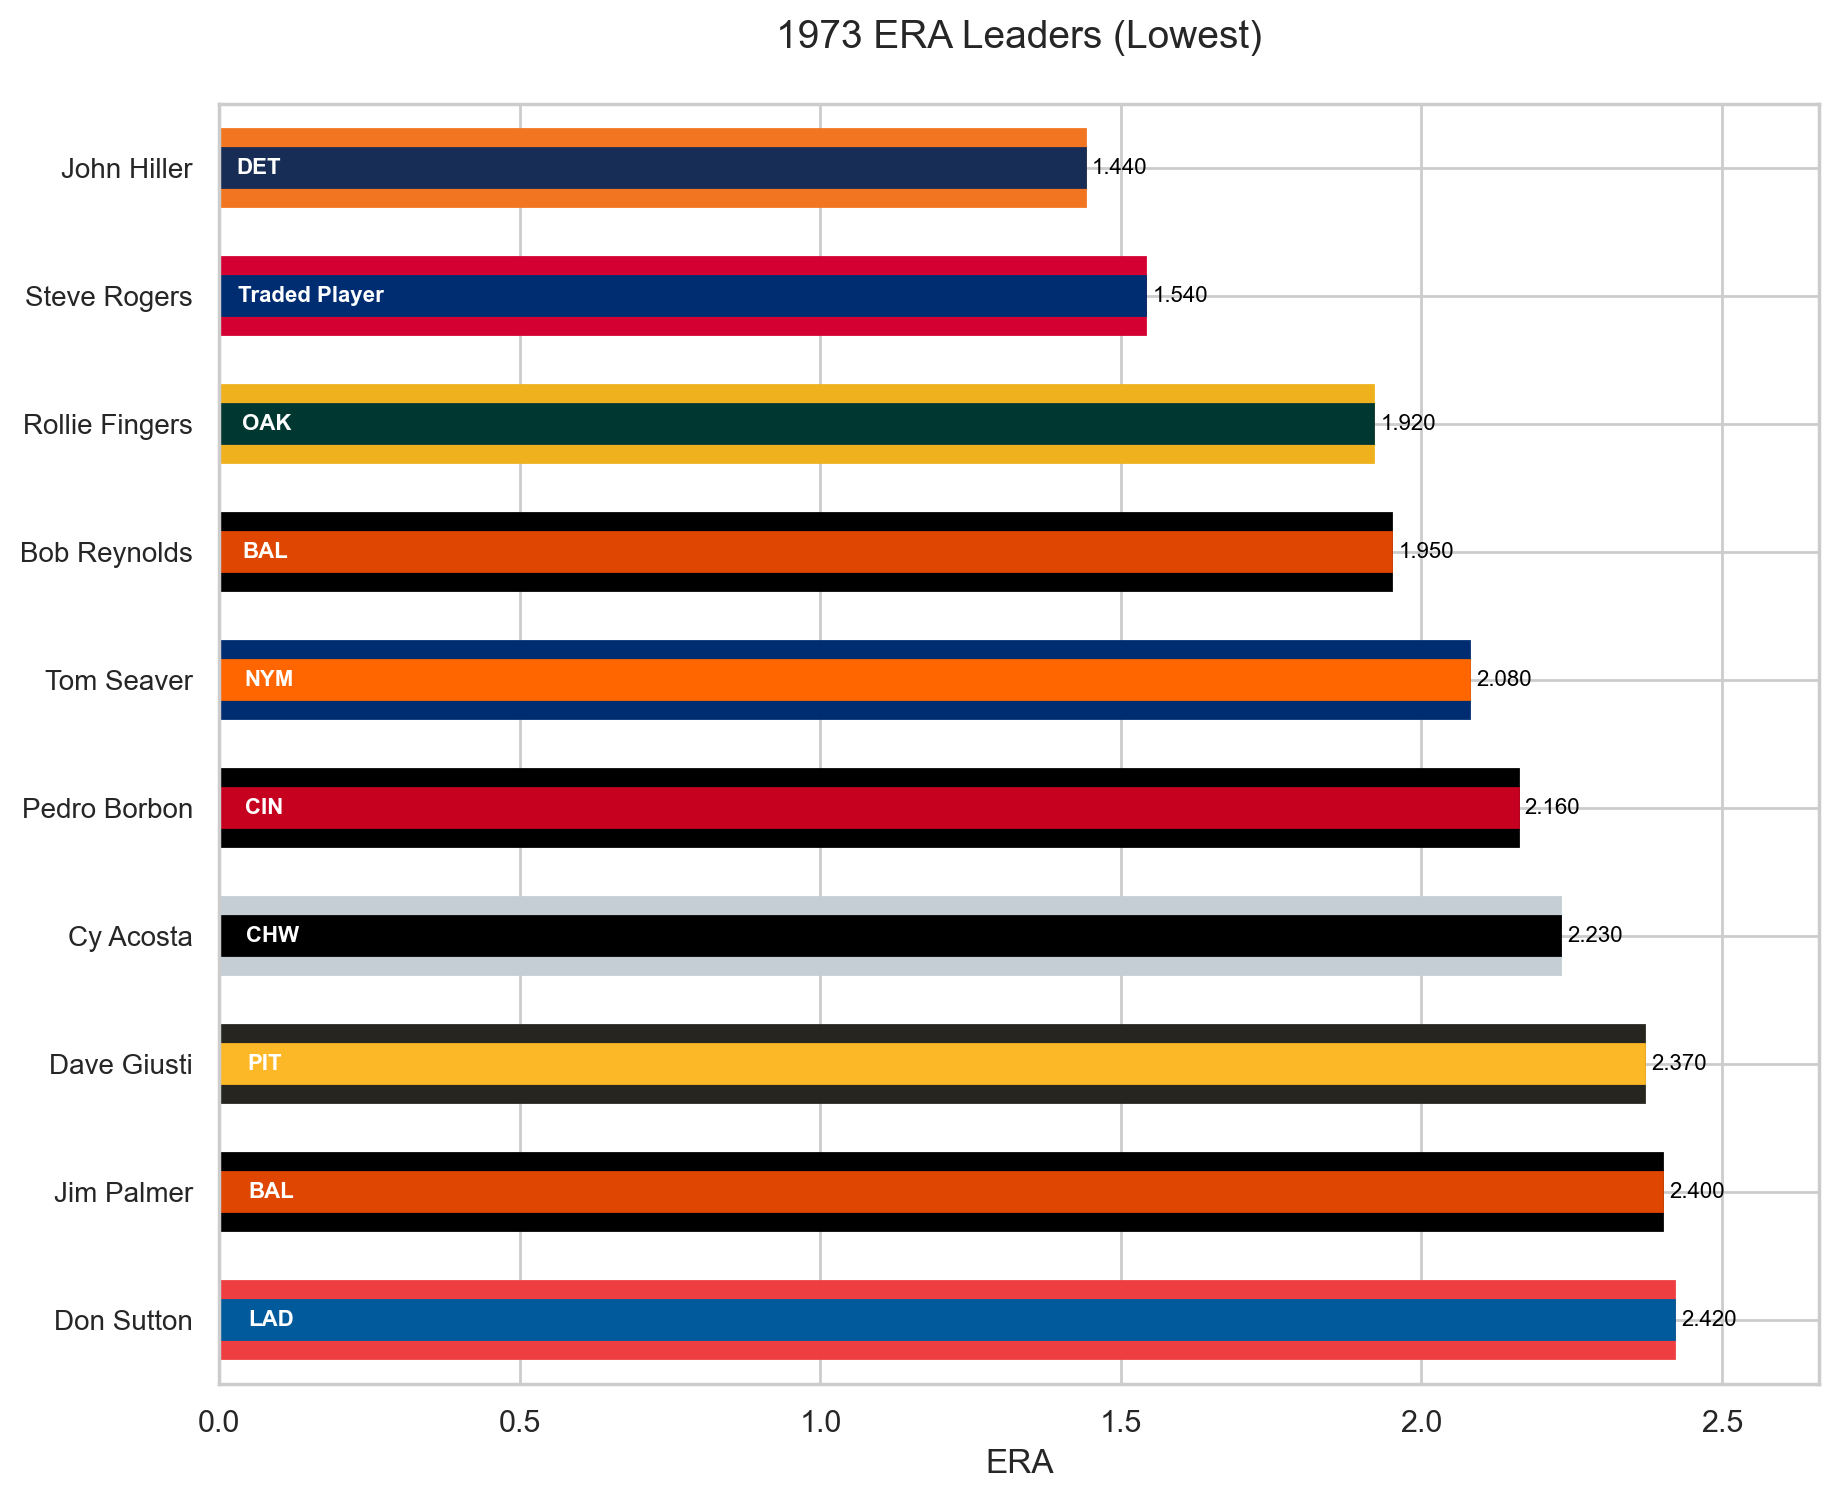 1973 ERA Leaders (Lowest)
John Hiller
DET
1.440
Steve Rogers
Traded Player
1.540
Rollie Fingers
OAK
1.920
Bob Reynolds
BAL
1.950
Tom Seaver
NYM
2.080
Pedro Borbon
CIN
2.160
Cy Acosta
CHW
2.230
Dave Giusti
PIT
2.370
Jim Palmer
BAL
2.400
Don Sutton
LAD
2.420
0.0 0.5 1.0 1.5 2.0 2.5
ERA